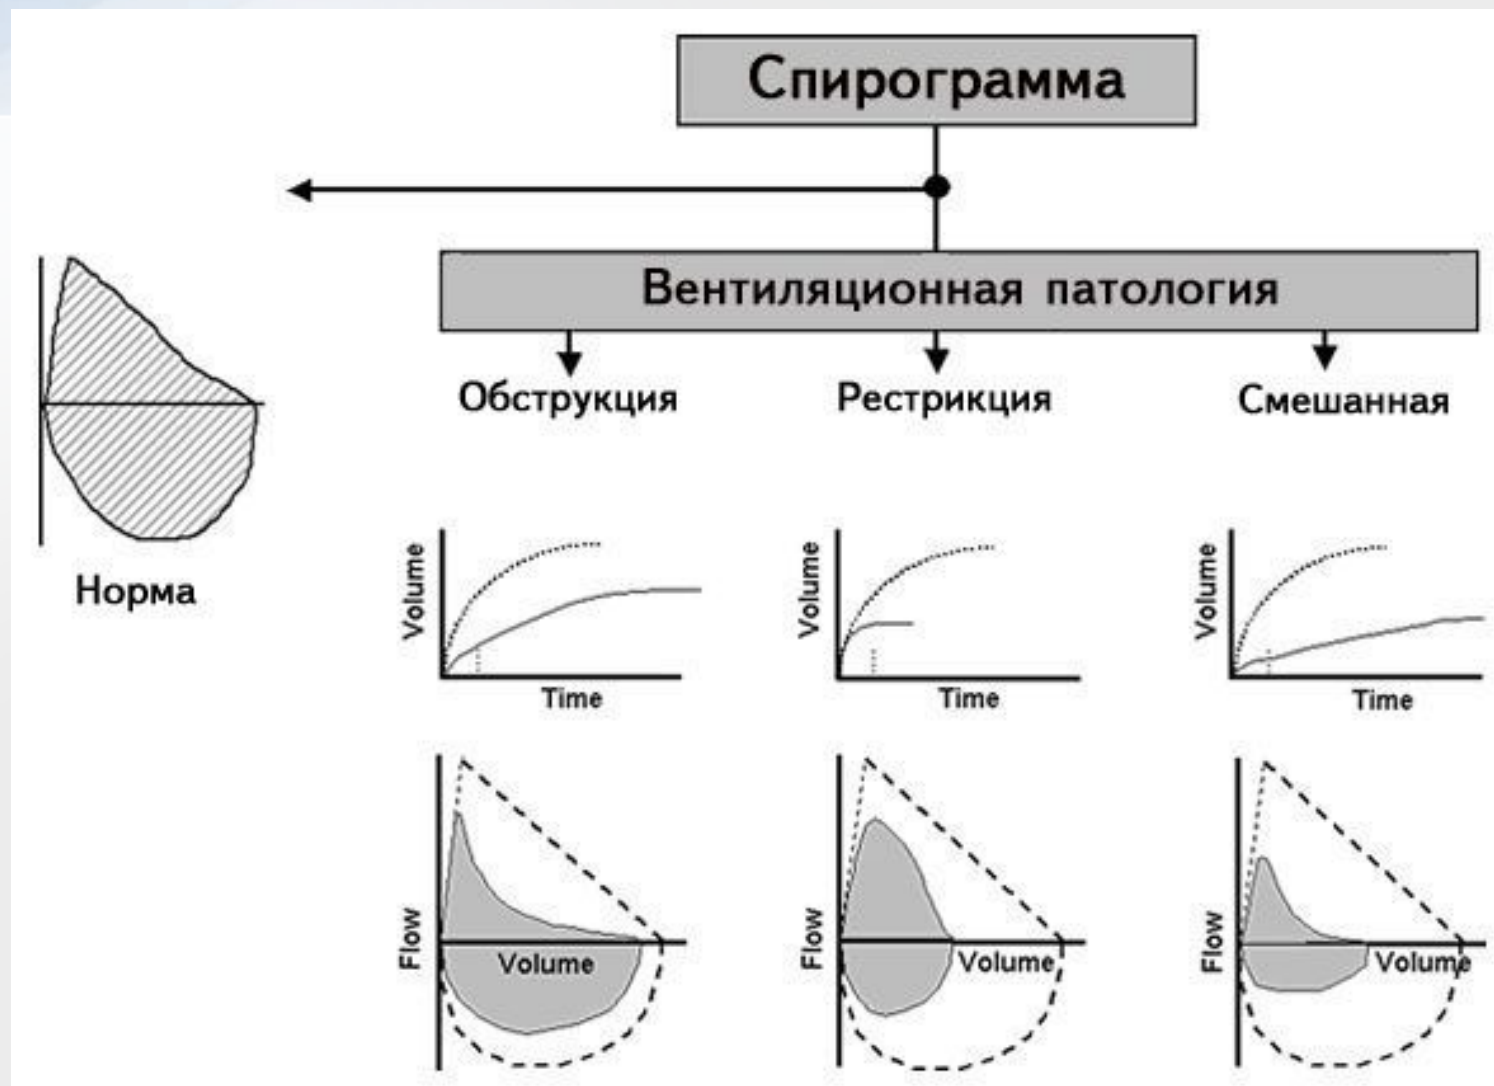 Спирограмма
Вентиляционная патология
Обструкция
Рестрикция
Смешанная
Норма
Volume
Time
Volume
Time
Volume
Time
Flow
Volume
Flow
Volume
Flow
Volume